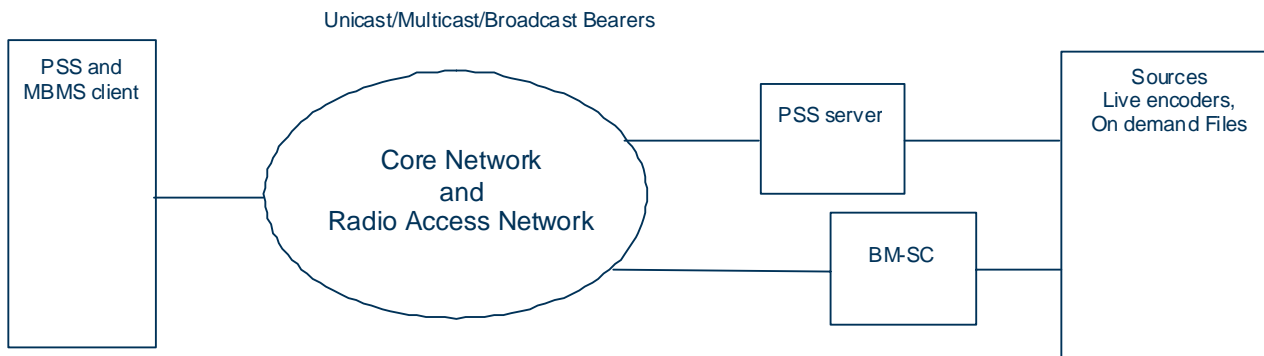 Unicast/Multicast/Broadcast Bearers
PSS and
MBMS client
Core Network
and
Radio Access Network
PSS server
BM-SC
Sources
Live encoders,
On demand Files